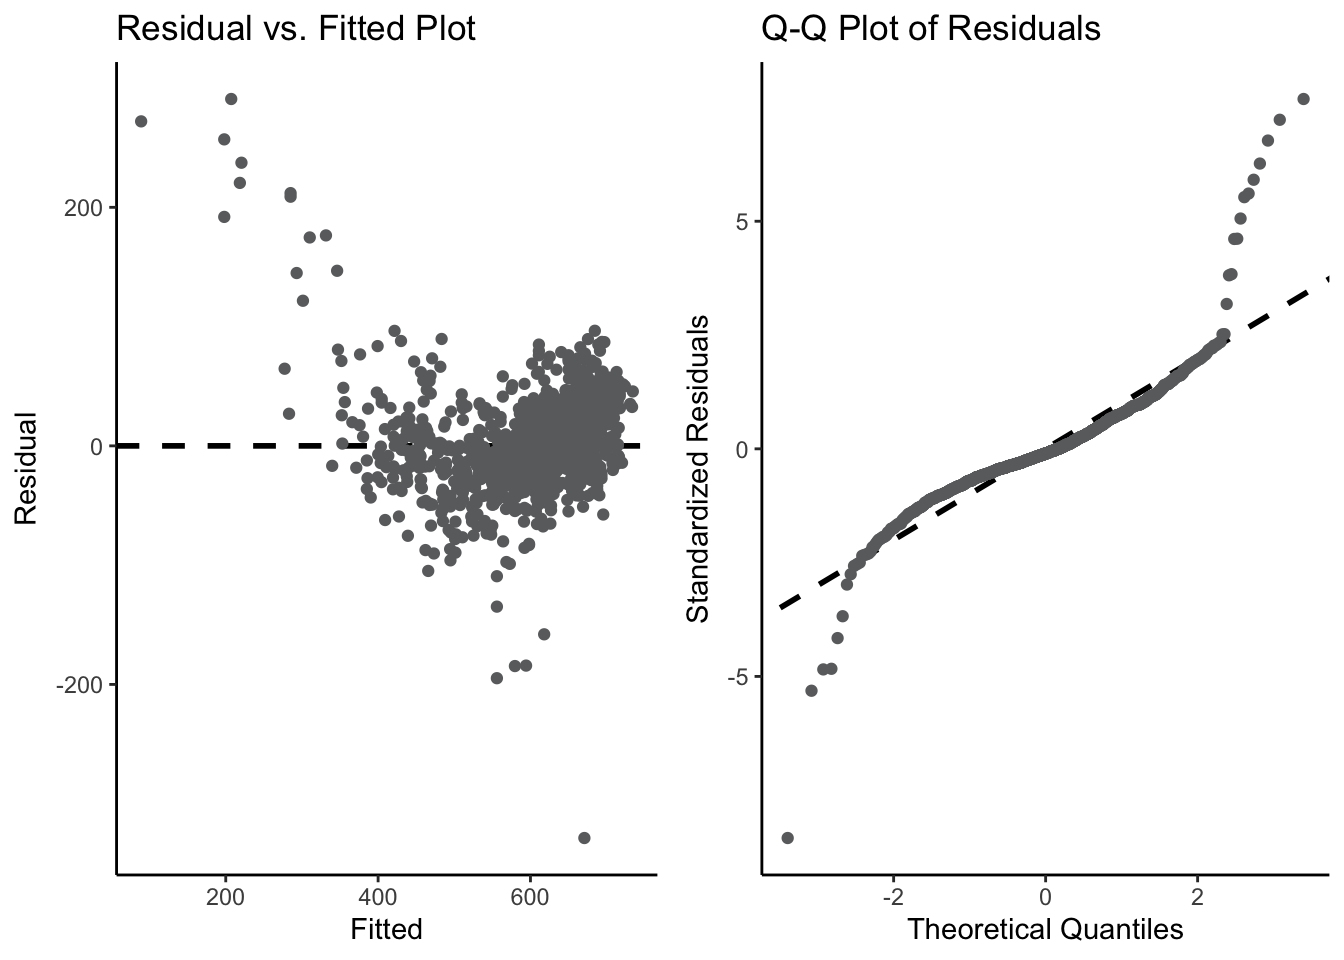 Residual vs. Fitted Plot
200
0
-200
Residual
200
400
600
Fitted
Q-Q Plot of Residuals
5
0
-5
Standardized Residuals
-2
0
2
Theoretical Quantiles